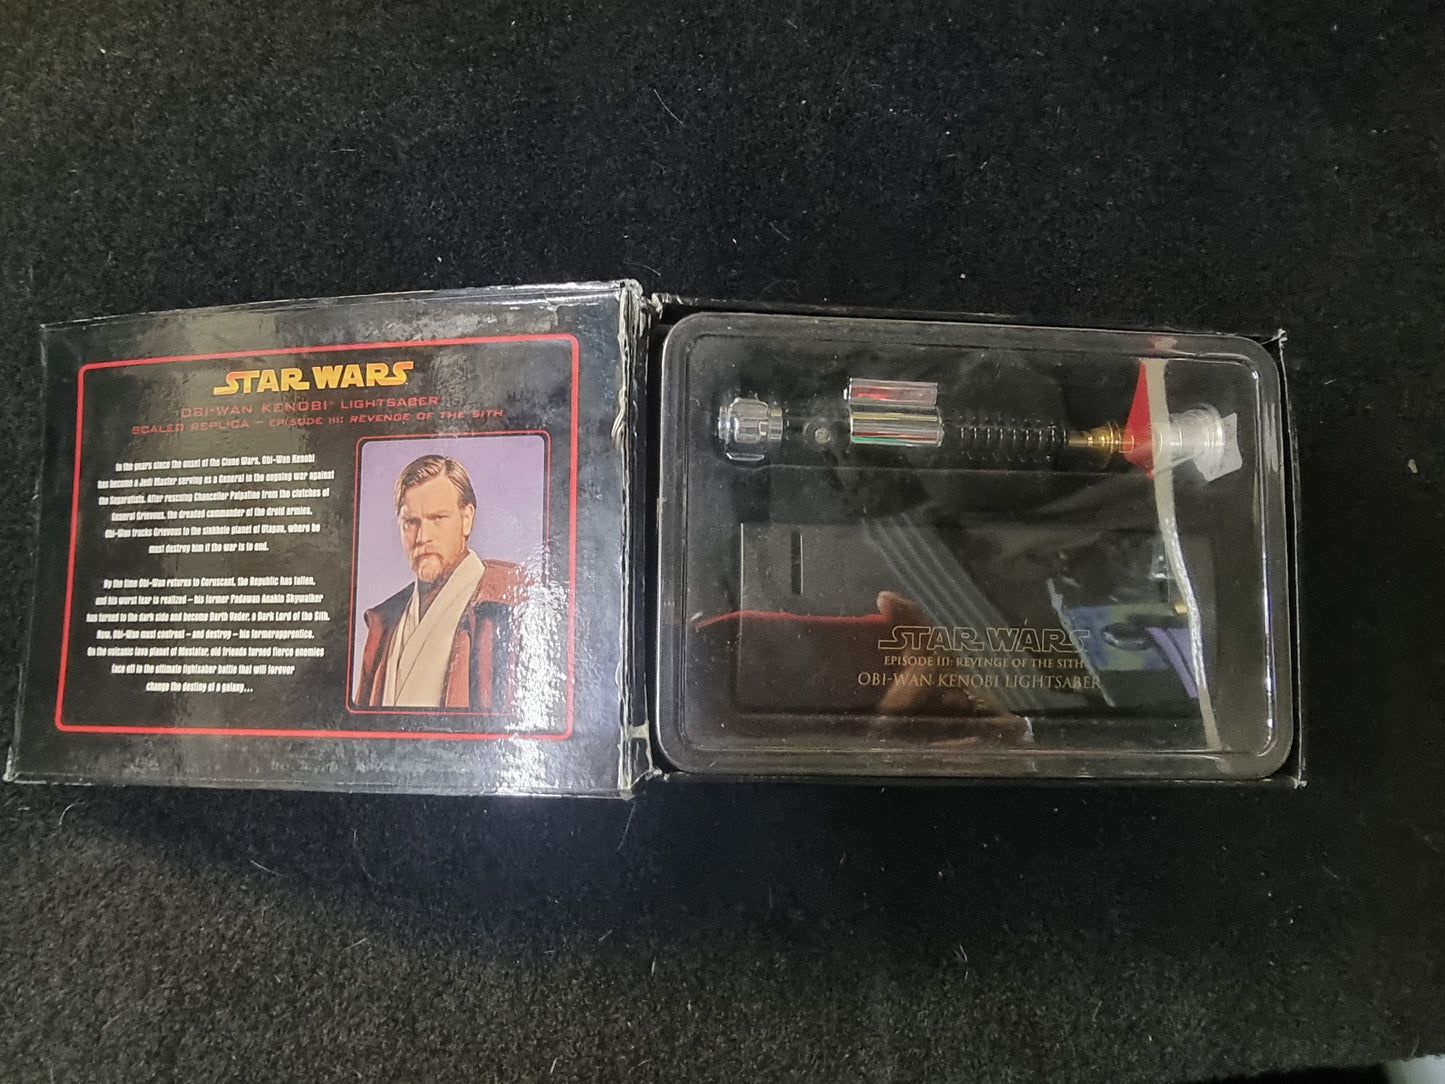 STAR WARS
OBI-WAN KENOBI™ LIGHTSABER
SCALED REPLICA – EPISODE III: REVENGE OF THE SITH
In the years since the onset of the Clone Wars, Obi-Wan Kenobi
has become a Jedi Master serving as a General in the ongoing war against
the Separatists. After rescuing Chancellor Palpatine from the clutches of
General Grievous, the dreaded commander of the droid armies,
Obi-Wan tracks Grievous to the sinkhole planet of Utapau, where he
must destroy him if the war is to end.
By the time Obi-Wan returns to Coruscant, the Republic has fallen,
and his worst fear is realized – his former Padawan Anakin Skywalker
has turned to the dark side and become Darth Vader, a Dark Lord of the Sith.
Now, Obi-Wan must confront – and destroy – his formerapprentice.
On the volcanic lava planet of Mustafar, old friends turned fierce enemies
face off in the ultimate lightsaber battle that will forever
change the destiny of a galaxy...
STAR WARS
EPISODE III: REVENGE OF THE SITH
OBI-WAN KENOBI LIGHTSABER